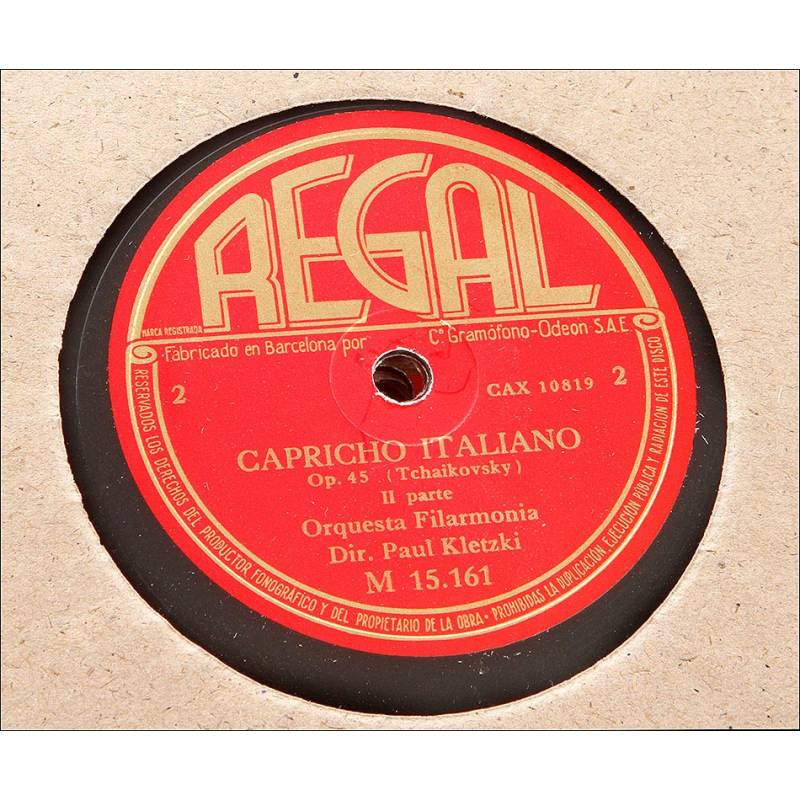 REGAL
MARCA REGISTRADA
Fabricado en Barcelona por Cº Gramófono-Odeon S.A.E.
2 CAX 10819 2
CAPRICHO ITALIANO
Op. 45 (Tchaikovsky)
II parte
Orquesta Filarmonia
Dir. Paul Kletzki
M 15.161
RESERVADOS LOS DERECHOS DEL PRODUCTOR FONOGRÁFICO Y DEL PROPIETARIO DE LA OBRA • PROHIBIDAS LA DUPLICACIÓN, EJECUCIÓN PÚBLICA Y RADIACIÓN DE ESTE DISCO